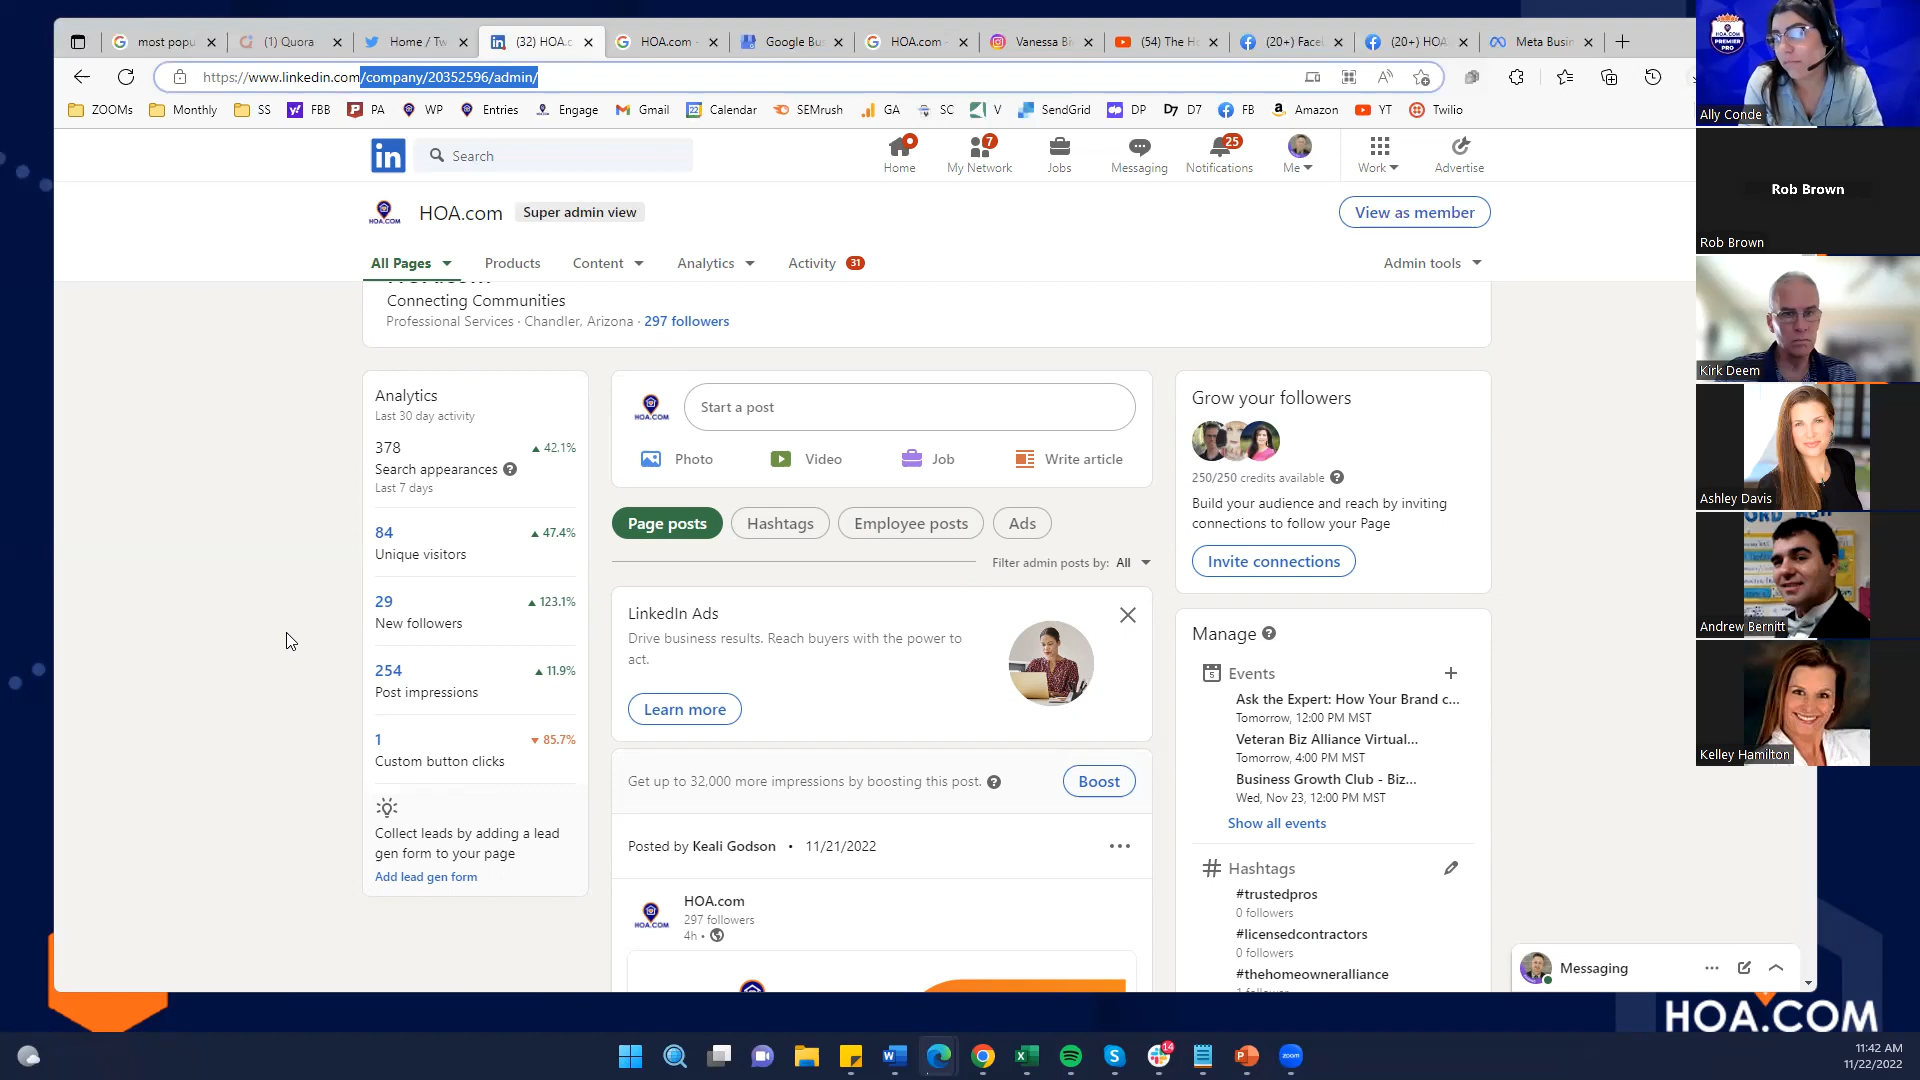 most popu
(1) Quora
Home / Tw
(32) HOA.c
HOA.com -
Google Bus
HOA.com -
Vanessa Bi
(54) The H
(20+) Face
(20+) HOA
Meta Busin
https://www.linkedin.com/company/20352596/admin/
ZOOMs
Monthly
SS
FBB
PA
WP
Entries
Engage
Gmail
Calendar
SEMrush
GA
SC
V
SendGrid
DP
D7
FB
Amazon
YT
Twilio
Search
Home
7
My Network
Jobs
Messaging
25
Notifications
Me
Work
Advertise
HOA.com
Super admin view
View as member
All Pages
Products
Content
Analytics
Activity
31
Admin tools
Connecting Communities
Professional Services · Chandler, Arizona · 297 followers
Analytics
Last 30 day activity
378
42.1%
Search appearances
Last 7 days
84
47.4%
Unique visitors
29
123.1%
New followers
254
11.9%
Post impressions
1
85.7%
Custom button clicks
Collect leads by adding a lead
gen form to your page
Add lead gen form
HOA.COM
Start a post
Photo
Video
Job
Write article
Page posts
Hashtags
Employee posts
Ads
Filter admin posts by: All
LinkedIn Ads
Drive business results. Reach buyers with the power to
act.
Learn more
Get up to 32,000 more impressions by boosting this post.
Boost
Posted by Keali Godson • 11/21/2022
HOA.COM
HOA.com
297 followers
4h •
Grow your followers
250/250 credits available
Build your audience and reach by inviting
connections to follow your Page
Invite connections
Manage
Events
Ask the Expert: How Your Brand c...
Tomorrow, 12:00 PM MST
Veteran Biz Alliance Virtual...
Tomorrow, 4:00 PM MST
Business Growth Club - Biz...
Wed, Nov 23, 12:00 PM MST
Show all events
Hashtags
#trustedpros
0 followers
#licensedcontractors
0 followers
#thehomeowneralliance
Messaging
HOA.COM
PREMIER
PRO
Ally Conde
Rob Brown
Rob Brown
Kirk Deem
Ashley Davis
Andrew Bernitt
Kelley Hamilton
HOA.COM
14
zoom
11:42 AM
11/22/2022